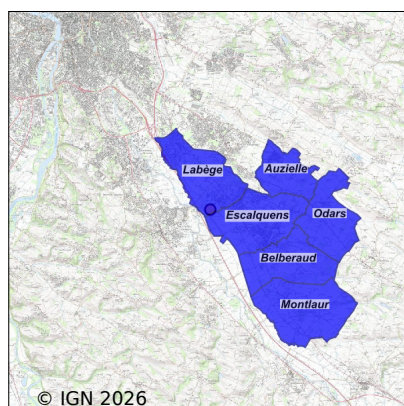 Labège
Auzielle
Escalquens
Odars
Belberaud
Montlaur
© IGN 2026